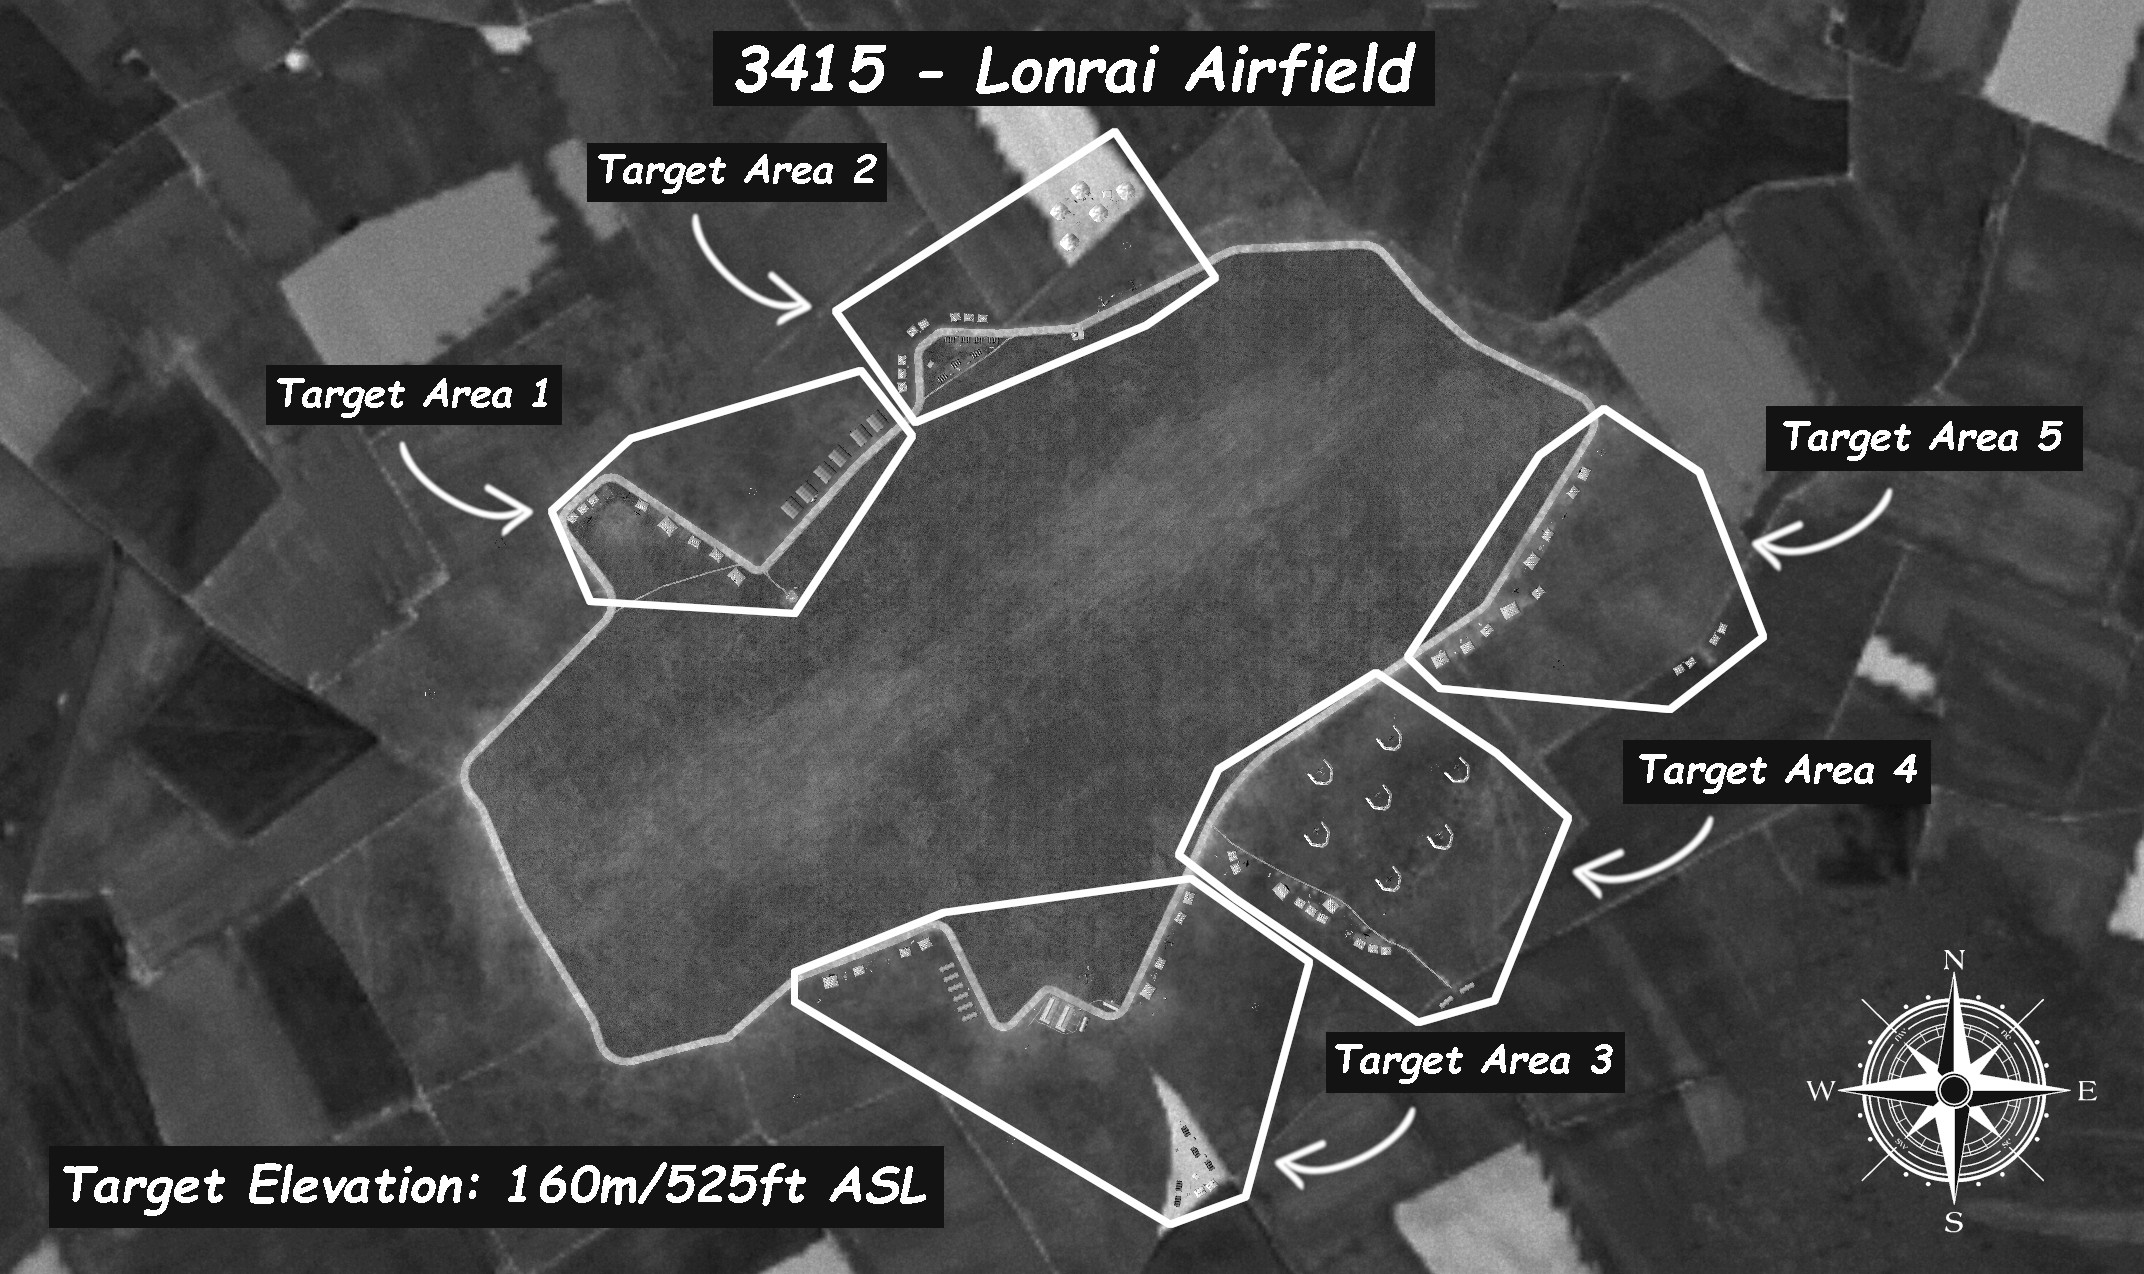 3415 - Lonrai Airfield
Target Area 2
Target Area 1
Target Area 5
Target Area 4
Target Area 3
Target Elevation: 160m/525ft ASL
N
W
E
S